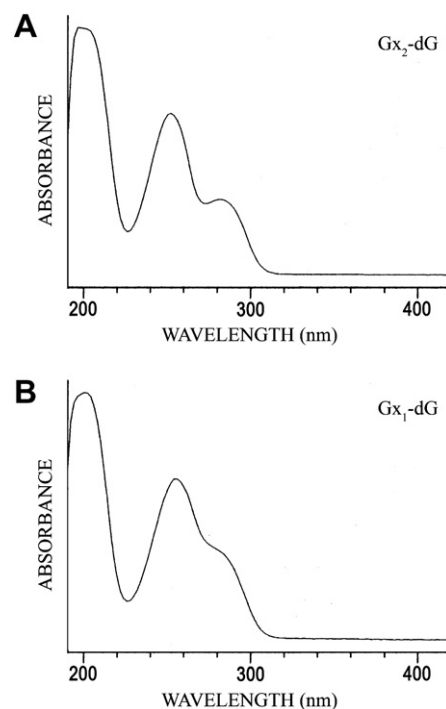 A
Gx₂-dG
ABSORBANCE
200 300 400
WAVELENGTH (nm)
B
Gx₁-dG
ABSORBANCE
200 300 400
WAVELENGTH (nm)